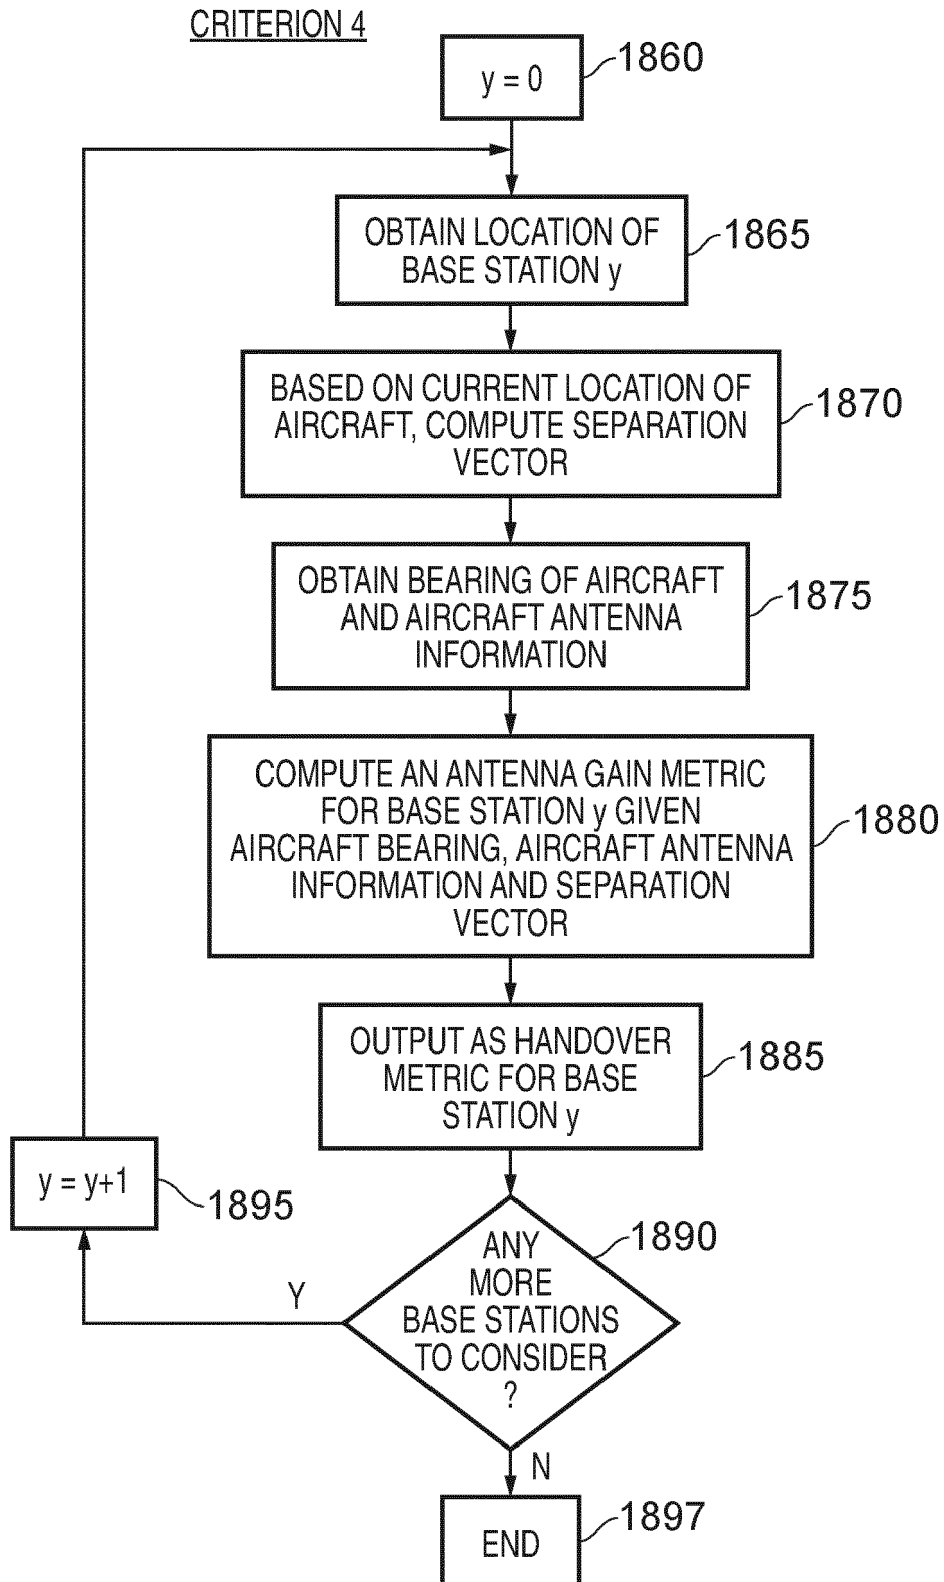 CRITERION 4
y = 0
1860
OBTAIN LOCATION OF
BASE STATION y
1865
BASED ON CURRENT LOCATION OF
AIRCRAFT, COMPUTE SEPARATION
VECTOR
1870
OBTAIN BEARING OF AIRCRAFT
AND AIRCRAFT ANTENNA
INFORMATION
1875
COMPUTE AN ANTENNA GAIN METRIC
FOR BASE STATION y GIVEN
AIRCRAFT BEARING, AIRCRAFT ANTENNA
INFORMATION AND SEPARATION
VECTOR
1880
OUTPUT AS HANDOVER
METRIC FOR BASE
STATION y
1885
y = y+1
1895
ANY
MORE
BASE STATIONS
TO CONSIDER
?
1890
Y
N
END
1897